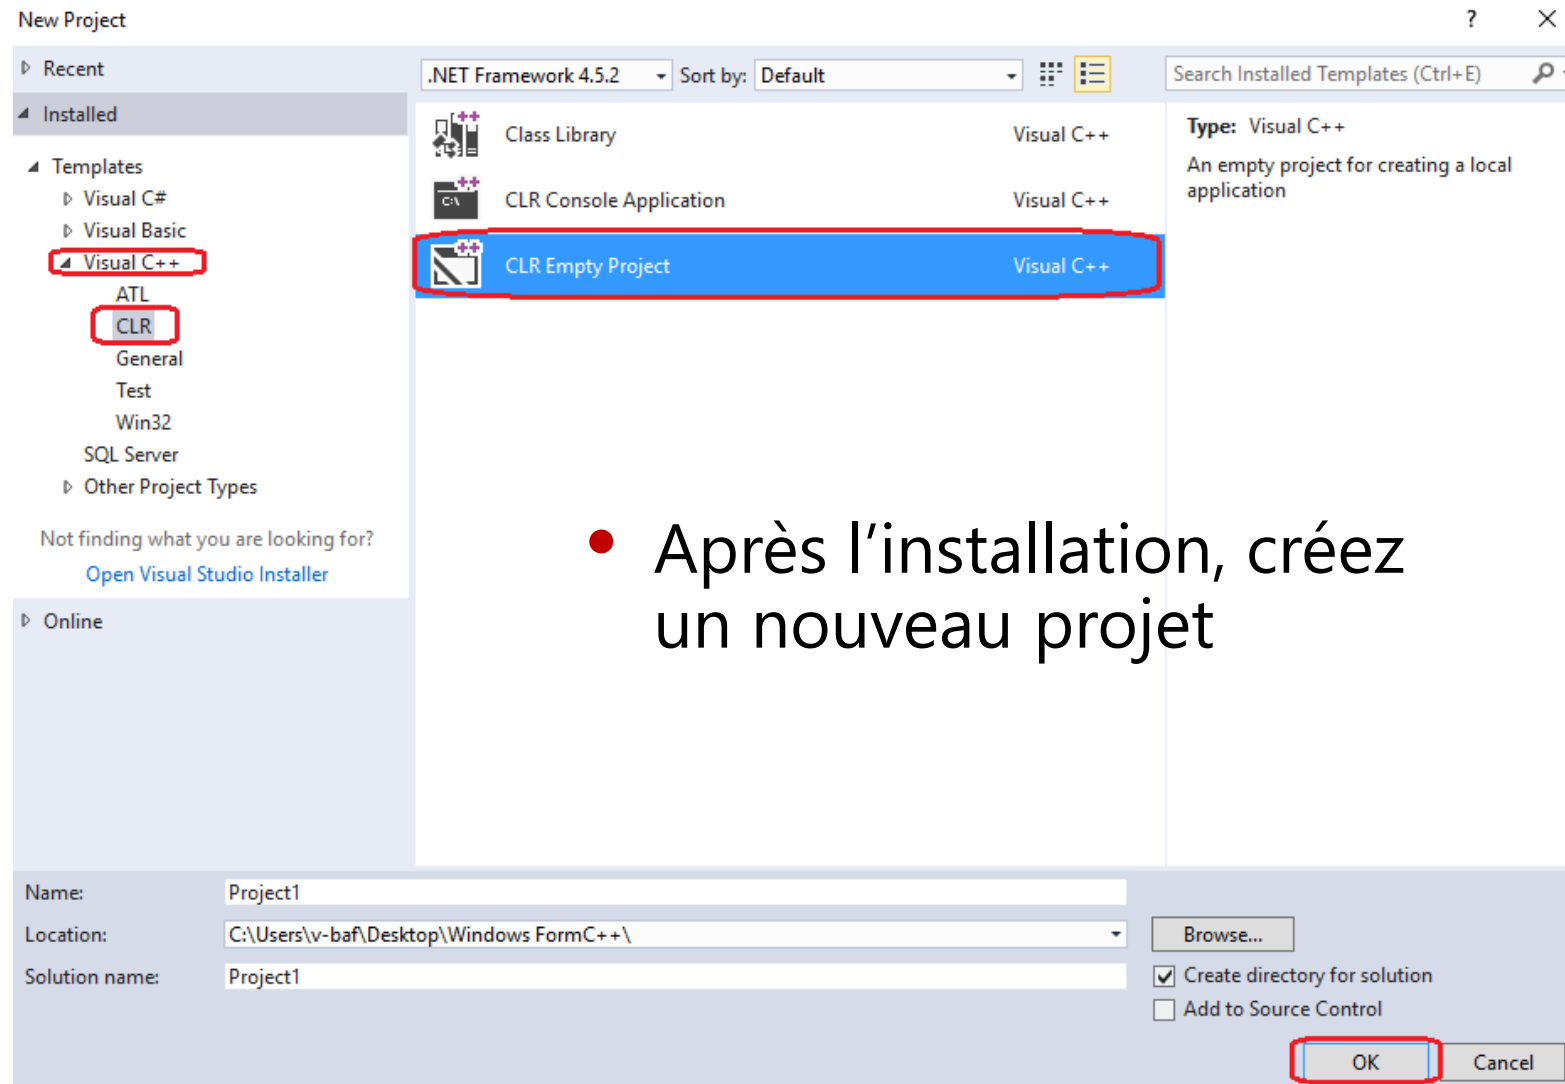 New Project
?
Recent
.NET Framework 4.5.2
Sort by: Default
Search Installed Templates (Ctrl+E)
Installed
Templates
Visual C#
Visual Basic
Visual C++
ATL
CLR
General
Test
Win32
SQL Server
Other Project Types
Not finding what you are looking for?
Open Visual Studio Installer
Online
Class Library Visual C++
C:\ CLR Console Application Visual C++
CLR Empty Project Visual C++
Type: Visual C++
An empty project for creating a local
application
• Après l’installation, créez
un nouveau projet
Name: Project1
Location: C:\Users\v-baf\Desktop\Windows FormC++\
Browse...
Solution name: Project1
Create directory for solution
Add to Source Control
OK
Cancel